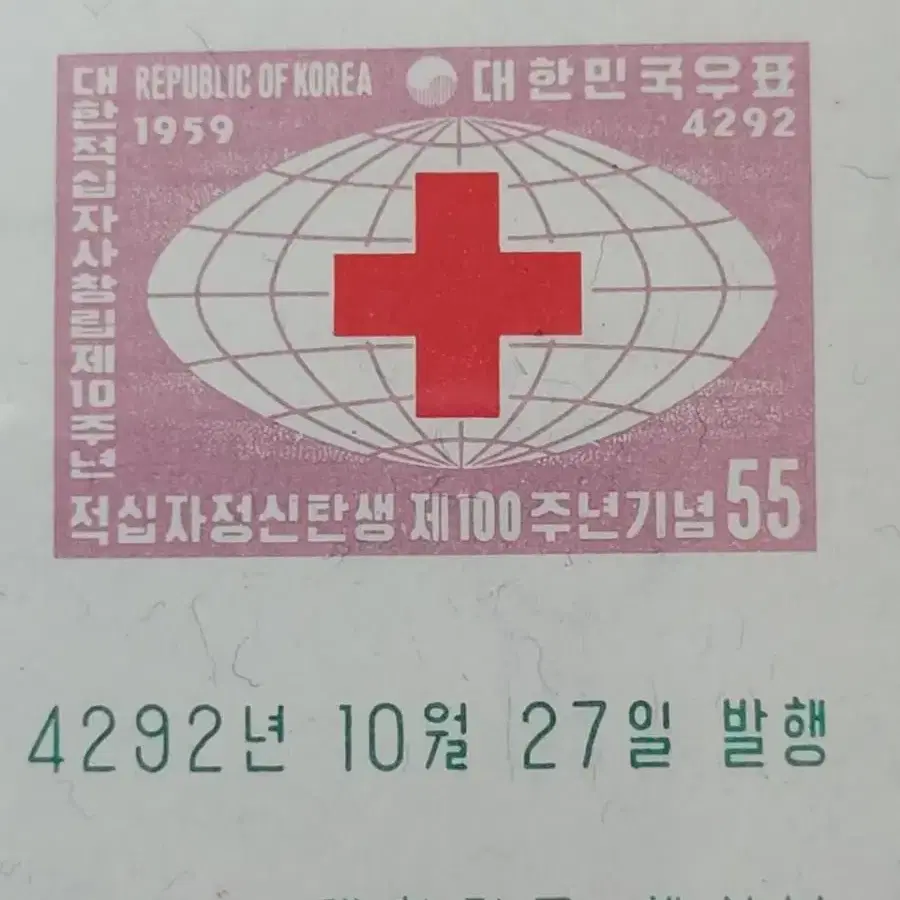 대한적십자사창립제10주년
REPUBLIC OF KOREA 대한민국우표
1959 4292
적십자정신탄생 제100주년기념 55
4292년 10월 27일 발행